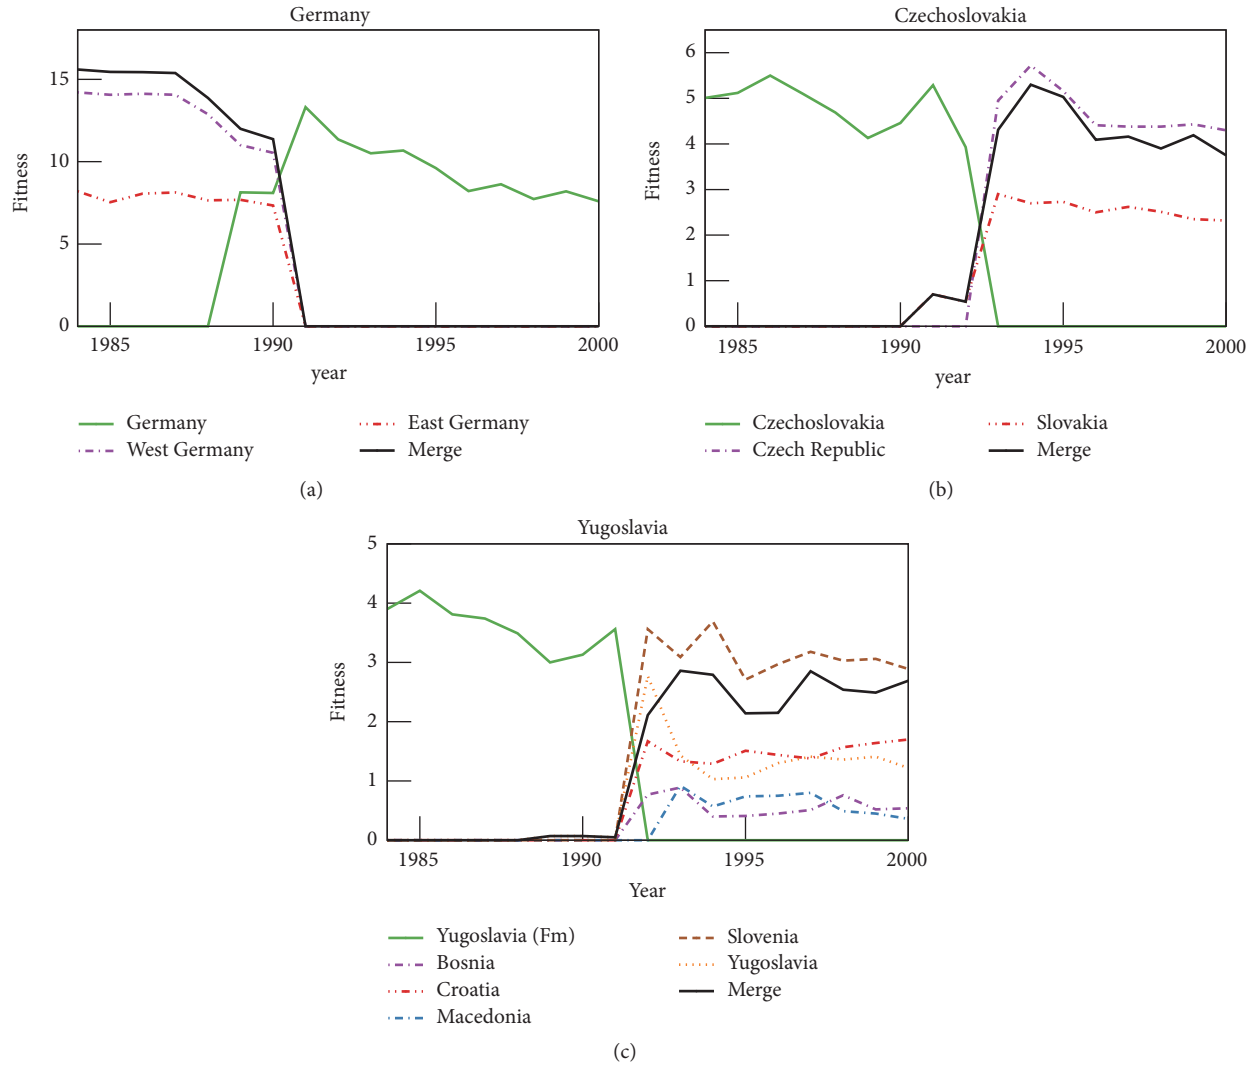 Germany
Fitness
15
10
5
0
1985
1990
1995
2000
year
Germany
West Germany
East Germany
Merge
(a)
Czechoslovakia
Fitness
6
5
4
3
2
1
0
1985
1990
1995
2000
year
Czechoslovakia
Czech Republic
Slovakia
Merge
(b)
Yugoslavia
Fitness
5
4
3
2
1
0
1985
1990
1995
2000
Year
Yugoslavia (Fm)
Bosnia
Croatia
Macedonia
Slovenia
Yugoslavia
Merge
(c)